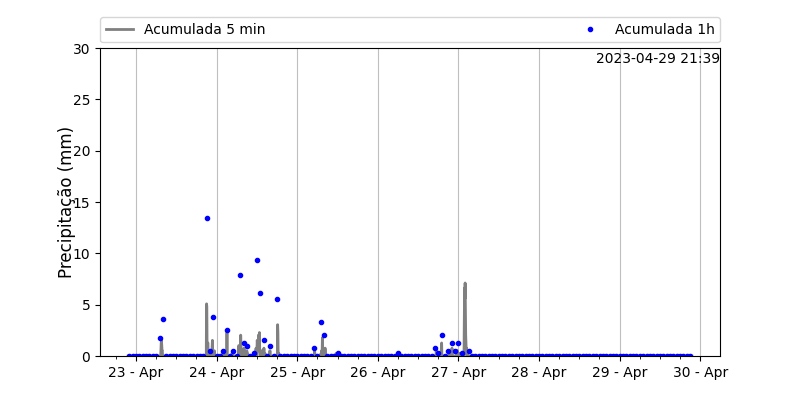 Acumulada 5 min
Acumulada 1h
2023-04-29 21:39
Precipitação (mm)
30
25
20
15
10
5
0
23 - Apr
24 - Apr
25 - Apr
26 - Apr
27 - Apr
28 - Apr
29 - Apr
30 - Apr